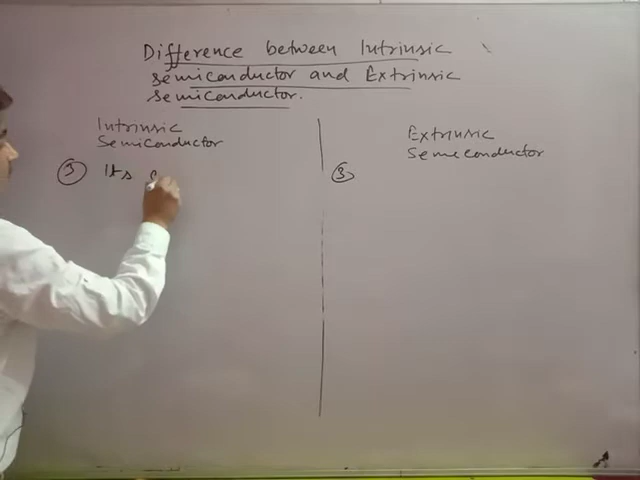 Difference between Intrinsic
semiconductor and Extrinsic
semiconductor.
Intrinsic
Semiconductor
Extrinsic
Semiconductor
③ Its
③